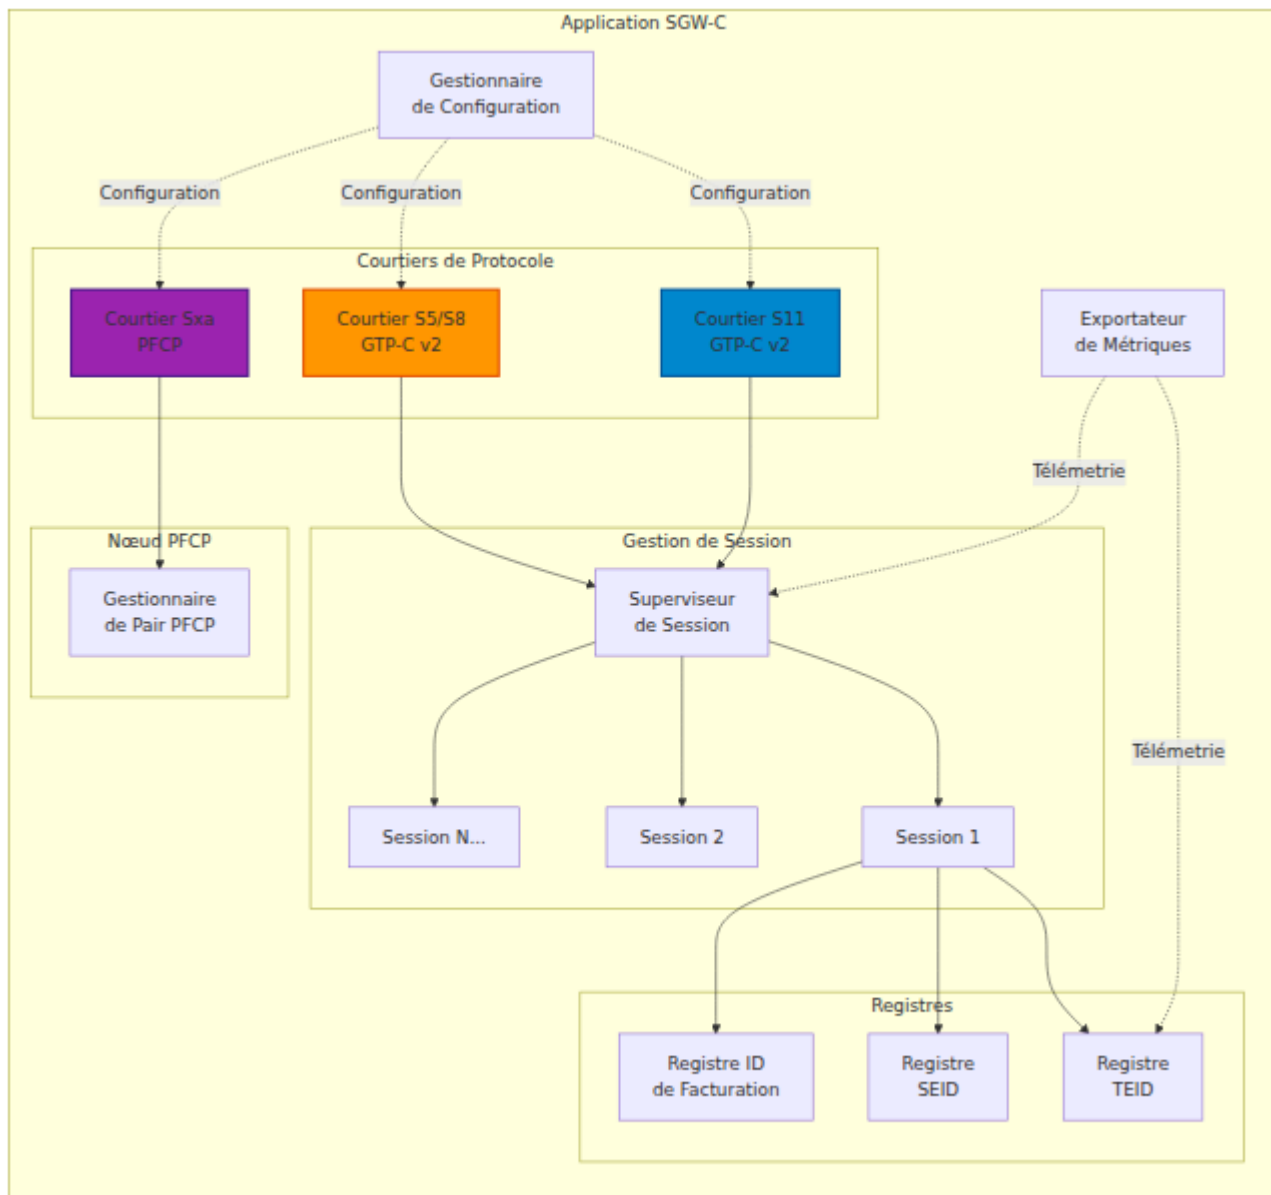 Application SGW-C
Gestionnaire
de Configuration
Configuration
Configuration
Configuration
Courtiers de Protocole
Courtier Sxa
PFCP
Courtier S5/S8
GTP-C v2
Courtier S11
GTP-C v2
Exportateur
de Métriques
Télémetrie
Nœud PFCP
Gestionnaire
de Pair PFCP
Gestion de Session
Superviseur
de Session
Télémetrie
Session N...
Session 2
Session 1
Registres
Registre ID
de Facturation
Registre
SEID
Registre
TEID